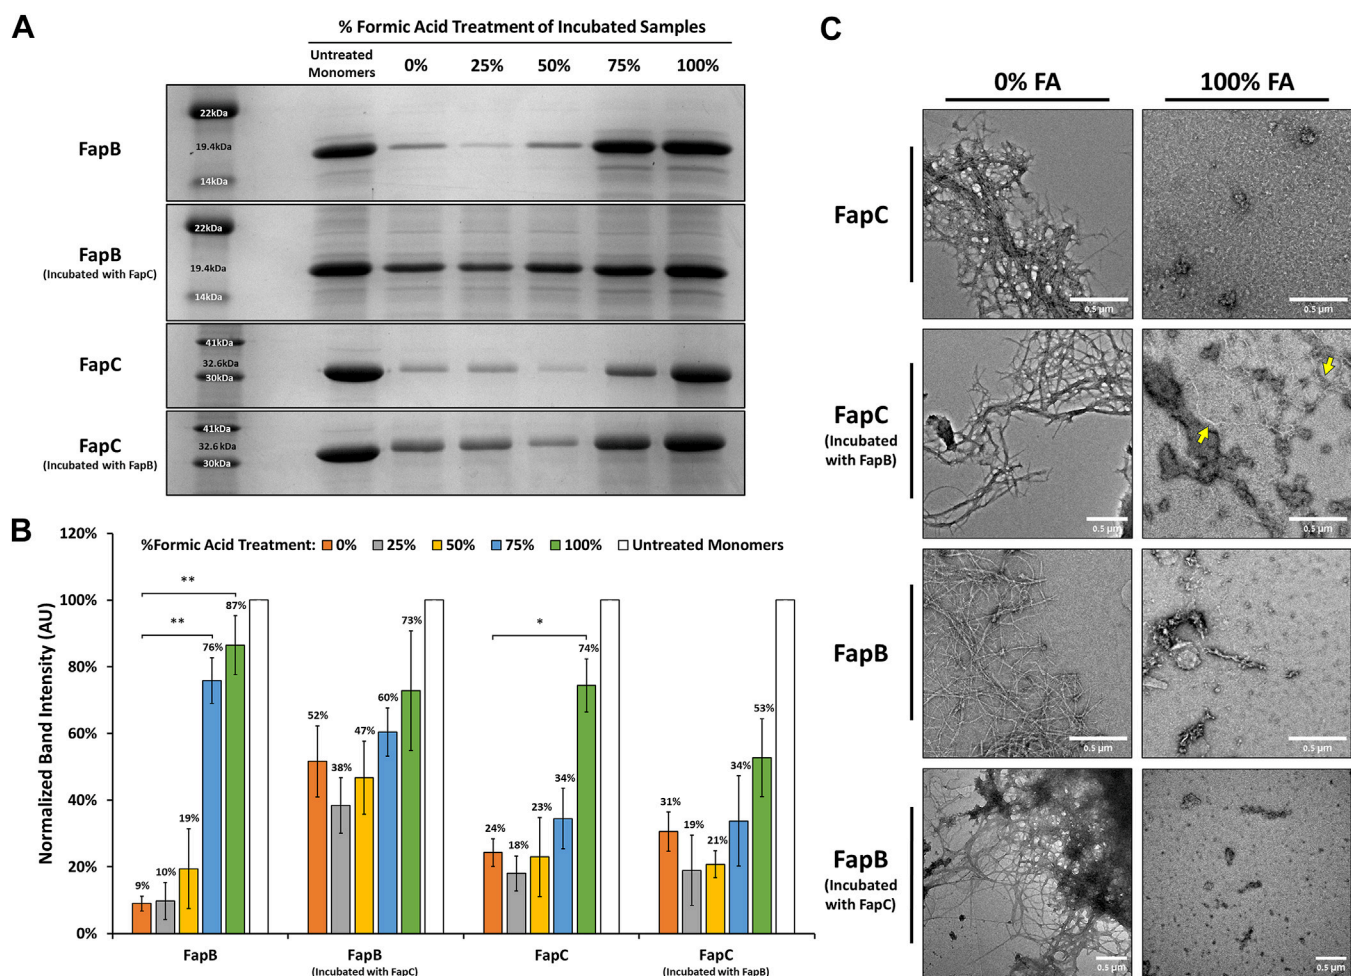 A
% Formic Acid Treatment of Incubated Samples
Untreated
Monomers
0%
25%
50%
75%
100%
FapB
22kDa
19.4kDa
14kDa
FapB
(Incubated with FapC)
22kDa
19.4kDa
14kDa
FapC
41kDa
32.6kDa
30kDa
FapC
(Incubated with FapB)
41kDa
32.6 kDa
30kDa
B
Normalized Band Intensity (AU)
120%
100%
80%
60%
40%
20%
0%
%Formic Acid Treatment: 0% 25% 50% 75% 100% Untreated Monomers
**
**
9%
10%
19%
76%
87%
52%
38%
47%
60%
73%
*
24%
18%
23%
34%
74%
31%
19%
21%
34%
53%
FapB
FapB
(Incubated with FapC)
FapC
FapC
(Incubated with FapB)
C
0% FA
100% FA
FapC
0.5 µm
0.5 µm
FapC
(Incubated
with FapB)
0.5 µm
0.5 µm
FapB
0.5 µm
0.5 µm
FapB
(Incubated
with FapC)
0.5 µm
0.5 µm